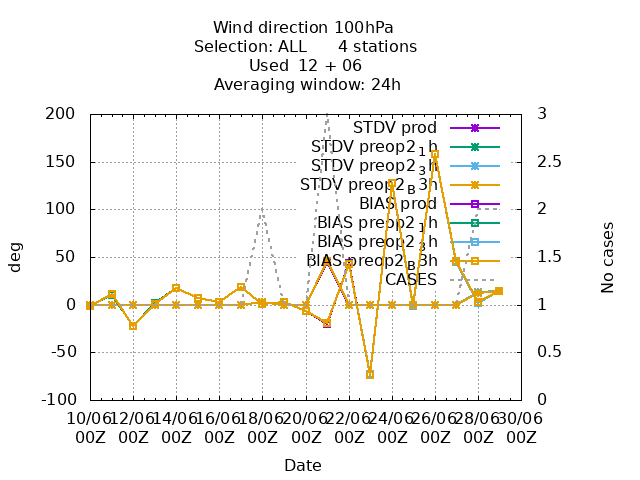 Wind direction 100hPa
Selection: ALL 4 stations
Used 12 + 06
Averaging window: 24h
200
150
100
50
0
-50
-100
deg
3
2.5
2
1.5
1
0.5
0
No cases
STDV prod
STDV preop2_1h
STDV preop2_3h
STDV preop2_B3h
BIAS prod
BIAS preop2_1h
BIAS preop2_3h
BIAS preop2_B3h
CASES
10/06 12/06 14/06 16/06 18/06 20/06 22/06 24/06 26/06 28/06 30/06
00Z 00Z 00Z 00Z 00Z 00Z 00Z 00Z 00Z 00Z 00Z
Date